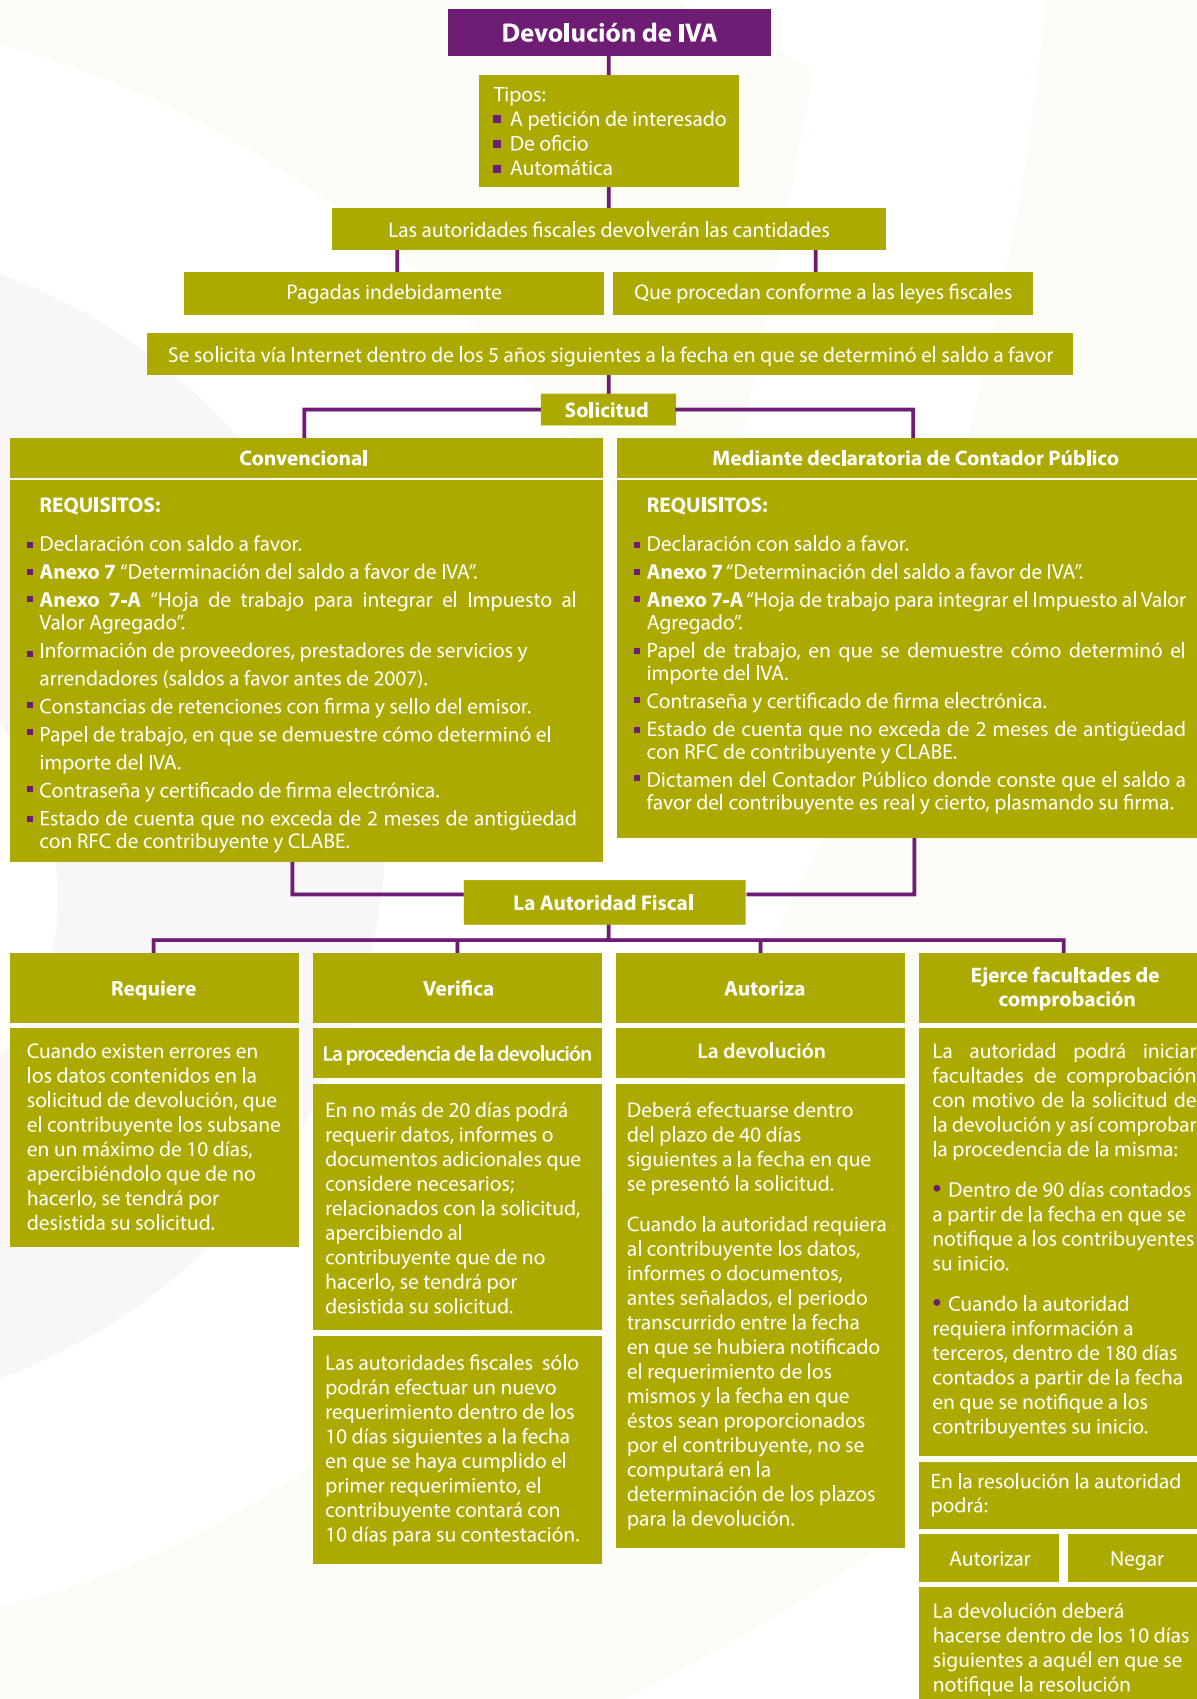 Devolución de IVA
Tipos:
▪ A petición de interesado
▪ De oficio
▪ Automática
Las autoridades fiscales devolverán las cantidades
Pagadas indebidamente
Que procedan conforme a las leyes fiscales
Se solicita vía Internet dentro de los 5 años siguientes a la fecha en que se determinó el saldo a favor
Solicitud
Convencional
REQUISITOS:
▪ Declaración con saldo a favor.
▪ Anexo 7 “Determinación del saldo a favor de IVA”.
▪ Anexo 7-A “Hoja de trabajo para integrar el Impuesto al
Valor Agregado”.
▪ Información de proveedores, prestadores de servicios y
arrendadores (saldos a favor antes de 2007).
▪ Constancias de retenciones con firma y sello del emisor.
▪ Papel de trabajo, en que se demuestre cómo determinó el
importe del IVA.
▪ Contraseña y certificado de firma electrónica.
▪ Estado de cuenta que no exceda de 2 meses de antigüedad
con RFC de contribuyente y CLABE.
Mediante declaratoria de Contador Público
REQUISITOS:
▪ Declaración con saldo a favor.
▪ Anexo 7 “Determinación del saldo a favor de IVA”.
▪ Anexo 7-A “Hoja de trabajo para integrar el Impuesto al Valor
Agregado”.
▪ Papel de trabajo, en que se demuestre cómo determinó el
importe del IVA.
▪ Contraseña y certificado de firma electrónica.
▪ Estado de cuenta que no exceda de 2 meses de antigüedad
con RFC de contribuyente y CLABE.
▪ Dictamen del Contador Público donde conste que el saldo a
favor del contribuyente es real y cierto, plasmando su firma.
La Autoridad Fiscal
Requiere
Cuando existen errores en
los datos contenidos en la
solicitud de devolución, que
el contribuyente los subsane
en un máximo de 10 días,
apercibiéndolo que de no
hacerlo, se tendrá por
desistida su solicitud.
Verifica
La procedencia de la devolución
En no más de 20 días podrá
requerir datos, informes o
documentos adicionales que
considere necesarios;
relacionados con la solicitud,
apercibiendo al
contribuyente que de no
hacerlo, se tendrá por
desistida su solicitud.
Las autoridades fiscales sólo
podrán efectuar un nuevo
requerimiento dentro de los
10 días siguientes a la fecha
en que se haya cumplido el
primer requerimiento, el
contribuyente contará con
10 días para su contestación.
Autoriza
La devolución
Deberá efectuarse dentro
del plazo de 40 días
siguientes a la fecha en que
se presentó la solicitud.
Cuando la autoridad requiera
al contribuyente los datos,
informes o documentos,
antes señalados, el periodo
transcurrido entre la fecha
en que se hubiera notificado
el requerimiento de los
mismos y la fecha en que
éstos sean proporcionados
por el contribuyente, no se
computará en la
determinación de los plazos
para la devolución.
Ejerce facultades de
comprobación
La autoridad podrá iniciar
facultades de comprobación
con motivo de la solicitud de
la devolución y así comprobar
la procedencia de la misma:
• Dentro de 90 días contados
a partir de la fecha en que se
notifique a los contribuyentes
su inicio.
• Cuando la autoridad
requiera información a
terceros, dentro de 180 días
contados a partir de la fecha
en que se notifique a los
contribuyentes su inicio.
En la resolución la autoridad
podrá:
Autorizar
Negar
La devolución deberá
hacerse dentro de los 10 días
siguientes a aquél en que se
notifique la resolución